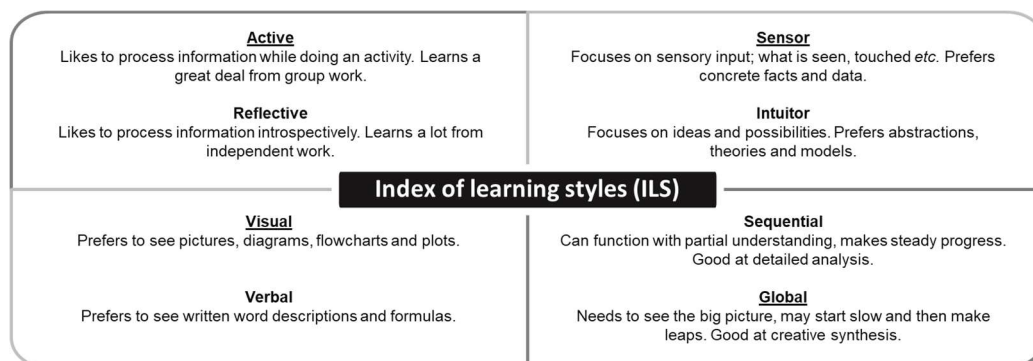 Active
Likes to process information while doing an activity. Learns a
great deal from group work.
Reflective
Likes to process information introspectively. Learns a lot from
independent work.
Sensor
Focuses on sensory input; what is seen, touched etc. Prefers
concrete facts and data.
Intuitor
Focuses on ideas and possibilities. Prefers abstractions,
theories and models.
Index of learning styles (ILS)
Visual
Prefers to see pictures, diagrams, flowcharts and plots.
Verbal
Prefers to see written word descriptions and formulas.
Sequential
Can function with partial understanding, makes steady progress.
Good at detailed analysis.
Global
Needs to see the big picture, may start slow and then make
leaps. Good at creative synthesis.